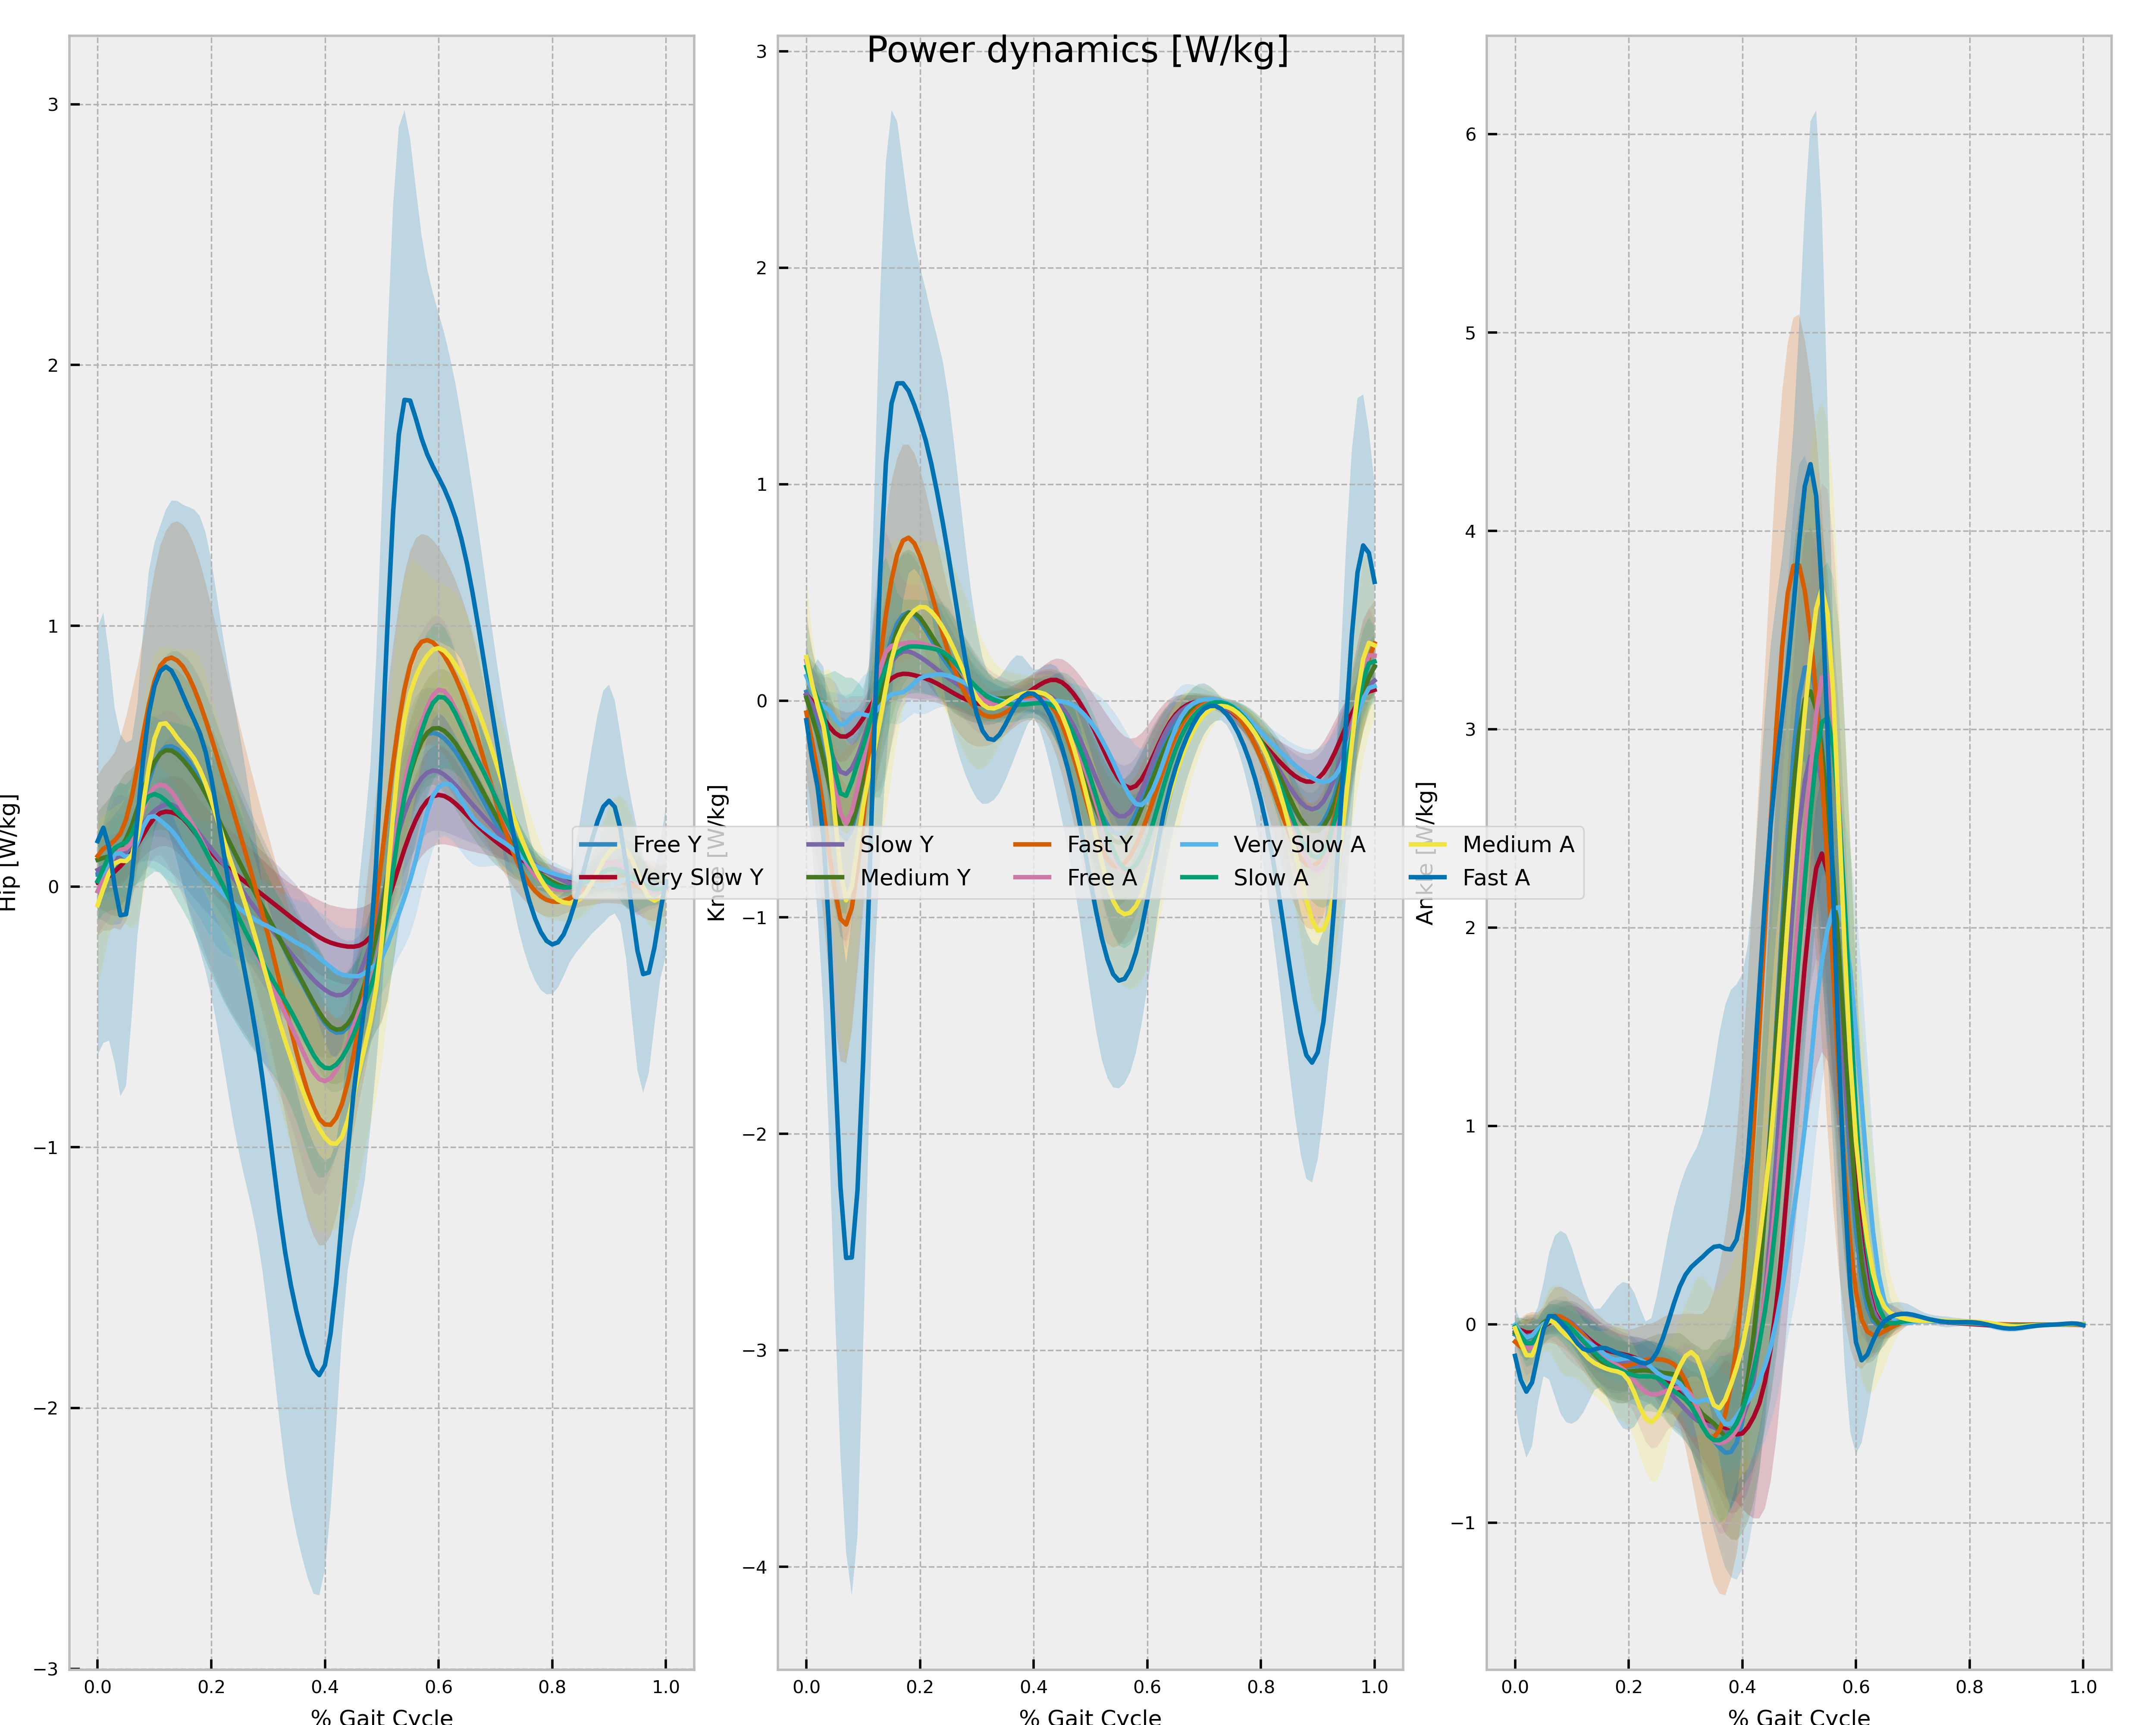 Power dynamics [W/kg]
Hip [W/kg]
3
2
1
0
−1
−2
−3
0.0 0.2 0.4 0.6 0.8 1.0
% Gait Cycle
Knee [W/kg]
3
2
1
0
−1
−2
−3
−4
0.0 0.2 0.4 0.6 0.8 1.0
% Gait Cycle
Ankle [W/kg]
6
5
4
3
2
1
0
−1
0.0 0.2 0.4 0.6 0.8 1.0
% Gait Cycle
Free Y Slow Y Fast Y Very Slow A Medium A
Very Slow Y Medium Y Free A Slow A Fast A